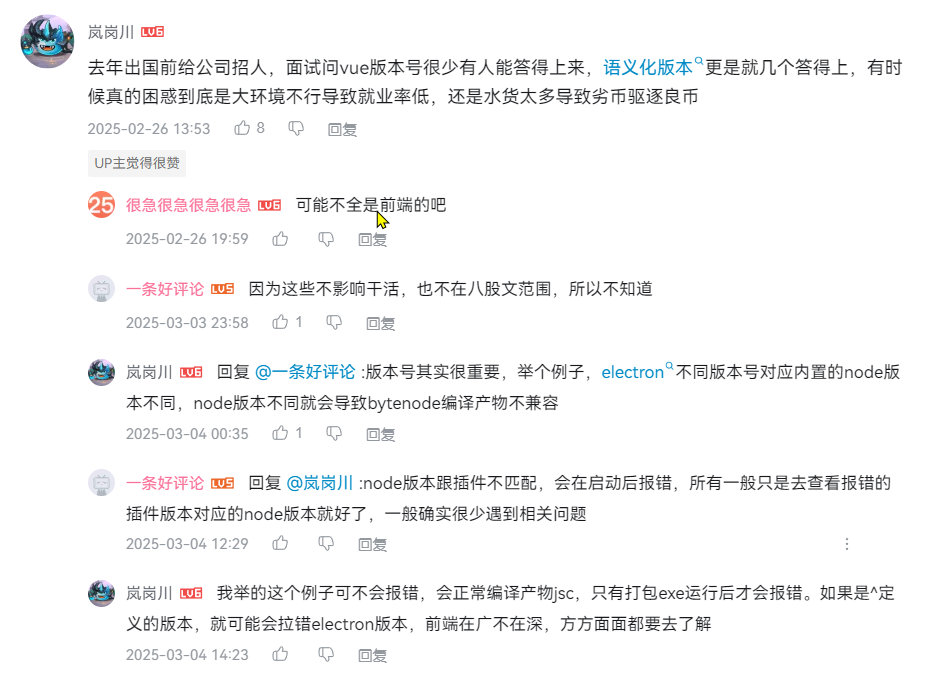 岚岗川 LV6
去年出国前给公司招人，面试问vue版本号很少有人能答得上来，语义化版本更是就几个答得上，有时
候真的困惑到底是大环境不行导致就业率低，还是水货太多导致劣币驱逐良币
2025-02-26 13:53 8 回复
UP主觉得很赞
25 很急很急很急很急 LV6 可能不全是前端的吧
2025-02-26 19:59 回复
一条好评论 LV5 因为这些不影响干活，也不在八股文范围，所以不知道
2025-03-03 23:58 1 回复
岚岗川 LV6 回复 @一条好评论 :版本号其实很重要，举个例子，electron不同版本号对应内置的node版
本不同，node版本不同就会导致bytenode编译产物不兼容
2025-03-04 00:35 1 回复
一条好评论 LV5 回复 @岚岗川 :node版本跟插件不匹配，会在启动后报错，所有一般只是去查看报错的
插件版本对应的node版本就好了，一般确实很少遇到相关问题
2025-03-04 12:29 回复
岚岗川 LV6 我举的这个例子可不会报错，会正常编译产物jsc，只有打包exe运行后才会报错。如果是^定
义的版本，就可能会拉错electron版本，前端在广不在深，方方面面都要去了解
2025-03-04 14:23 回复